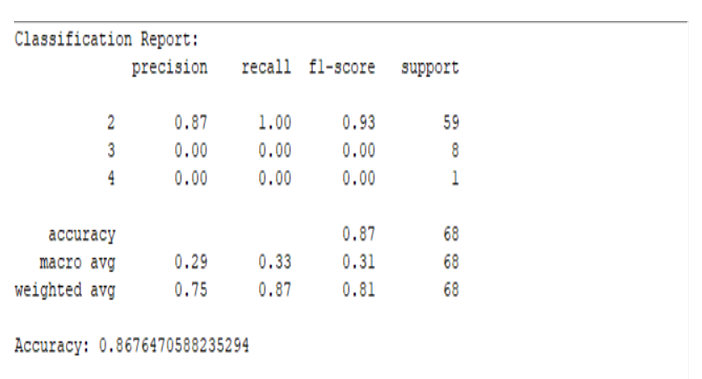 Classification Report:
precision recall f1-score support
2 0.87 1.00 0.93 59
3 0.00 0.00 0.00 8
4 0.00 0.00 0.00 1
accuracy 0.87 68
macro avg 0.29 0.33 0.31 68
weighted avg 0.75 0.87 0.81 68
Accuracy: 0.8676470588235294